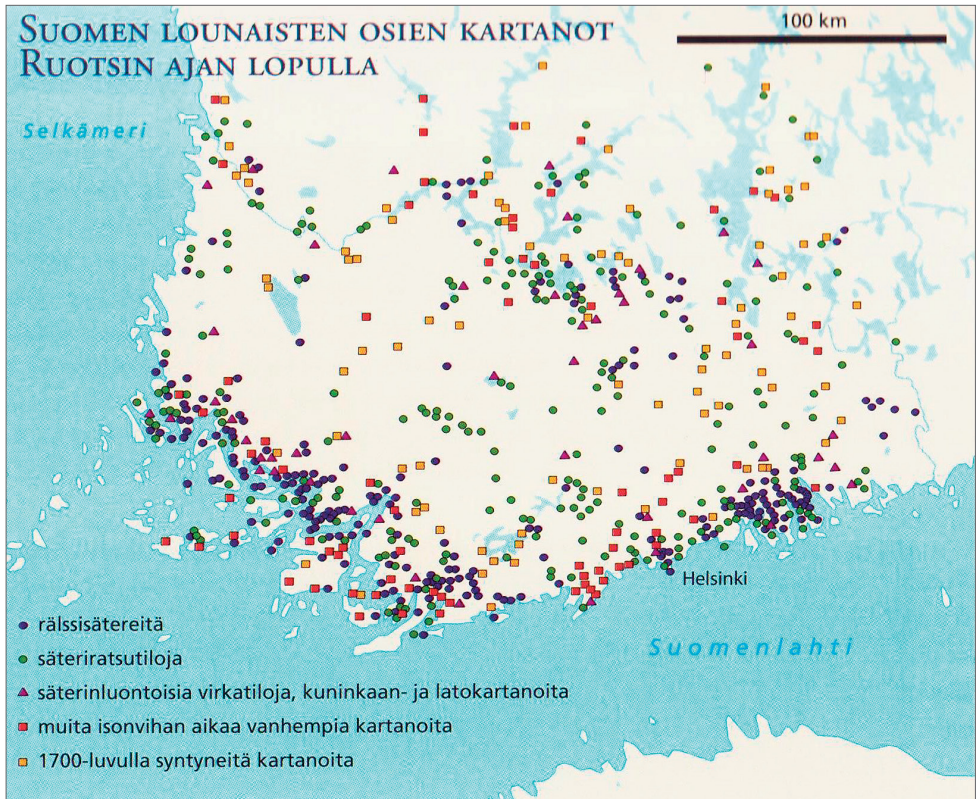 SUOMEN LOUNAISTEN OSIEN KARTANOT
RUOTSIN AJAN LOPULLA
100 km
Selkämeri
Helsinki
Suomenlahti
rälssisätereitä
säteriratsutiloja
säterinluontoisia virkatiloja, kuninkaan- ja latokartanoita
muita isonvihan aikaa vanhempia kartanoita
1700-luvulla syntyneitä kartanoita